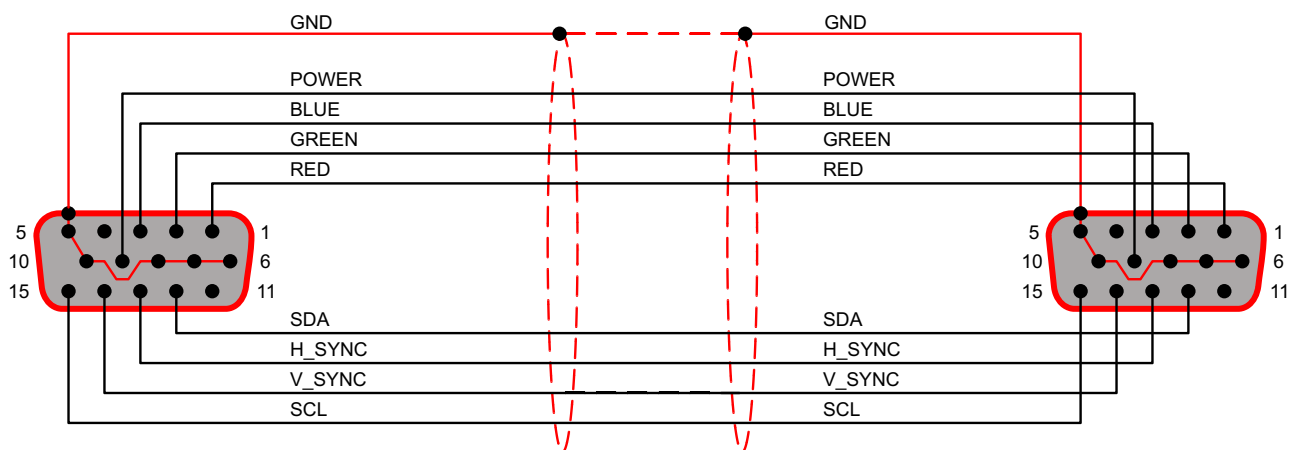 GND GND
POWER POWER
BLUE BLUE
GREEN GREEN
RED RED
5 1 5 1
10 6 10 6
15 11 15 11
SDA SDA
H_SYNC H_SYNC
V_SYNC V_SYNC
SCL SCL